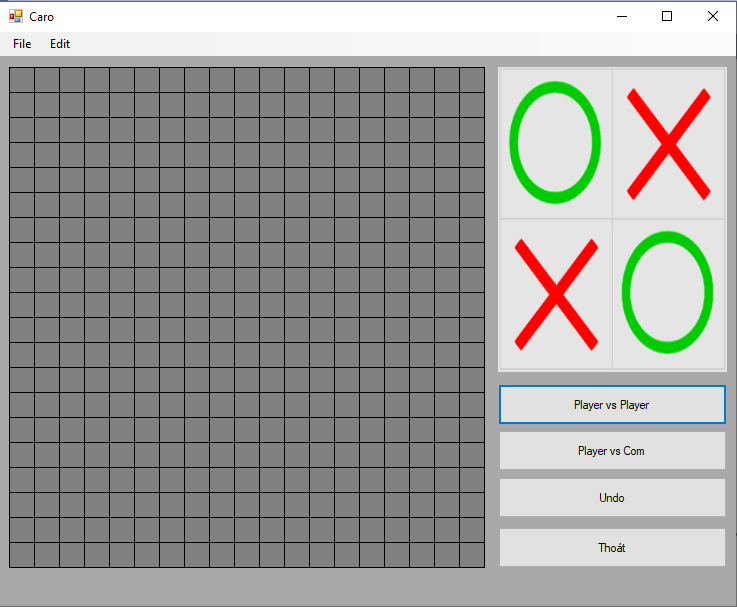 Caro
File Edit
Player vs Player
Player vs Com
Undo
Thoát